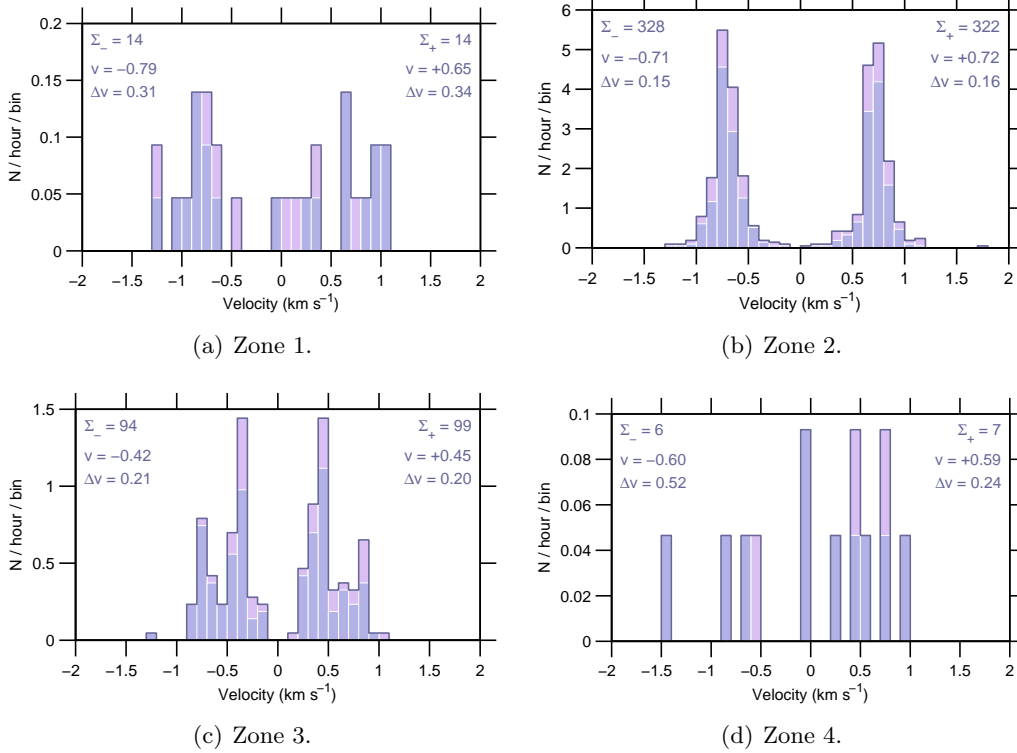 0.2
0.15
0.1
0.05
0
N / hour / bin
Σ− = 14
v = −0.79
Δv = 0.31
Σ+ = 14
v = +0.65
Δv = 0.34
−2 −1.5 −1 −0.5 0 0.5 1 1.5 2
Velocity (km s−1)
(a) Zone 1.
6
5
4
3
2
1
0
N / hour / bin
Σ− = 328
v = −0.71
Δv = 0.15
Σ+ = 322
v = +0.72
Δv = 0.16
−2 −1.5 −1 −0.5 0 0.5 1 1.5 2
Velocity (km s−1)
(b) Zone 2.
1.5
1
0.5
0
N / hour / bin
Σ− = 94
v = −0.42
Δv = 0.21
Σ+ = 99
v = +0.45
Δv = 0.20
−2 −1.5 −1 −0.5 0 0.5 1 1.5 2
Velocity (km s−1)
(c) Zone 3.
0.1
0.08
0.06
0.04
0.02
0
N / hour / bin
Σ− = 6
v = −0.60
Δv = 0.52
Σ+ = 7
v = +0.59
Δv = 0.24
−2 −1.5 −1 −0.5 0 0.5 1 1.5 2
Velocity (km s−1)
(d) Zone 4.